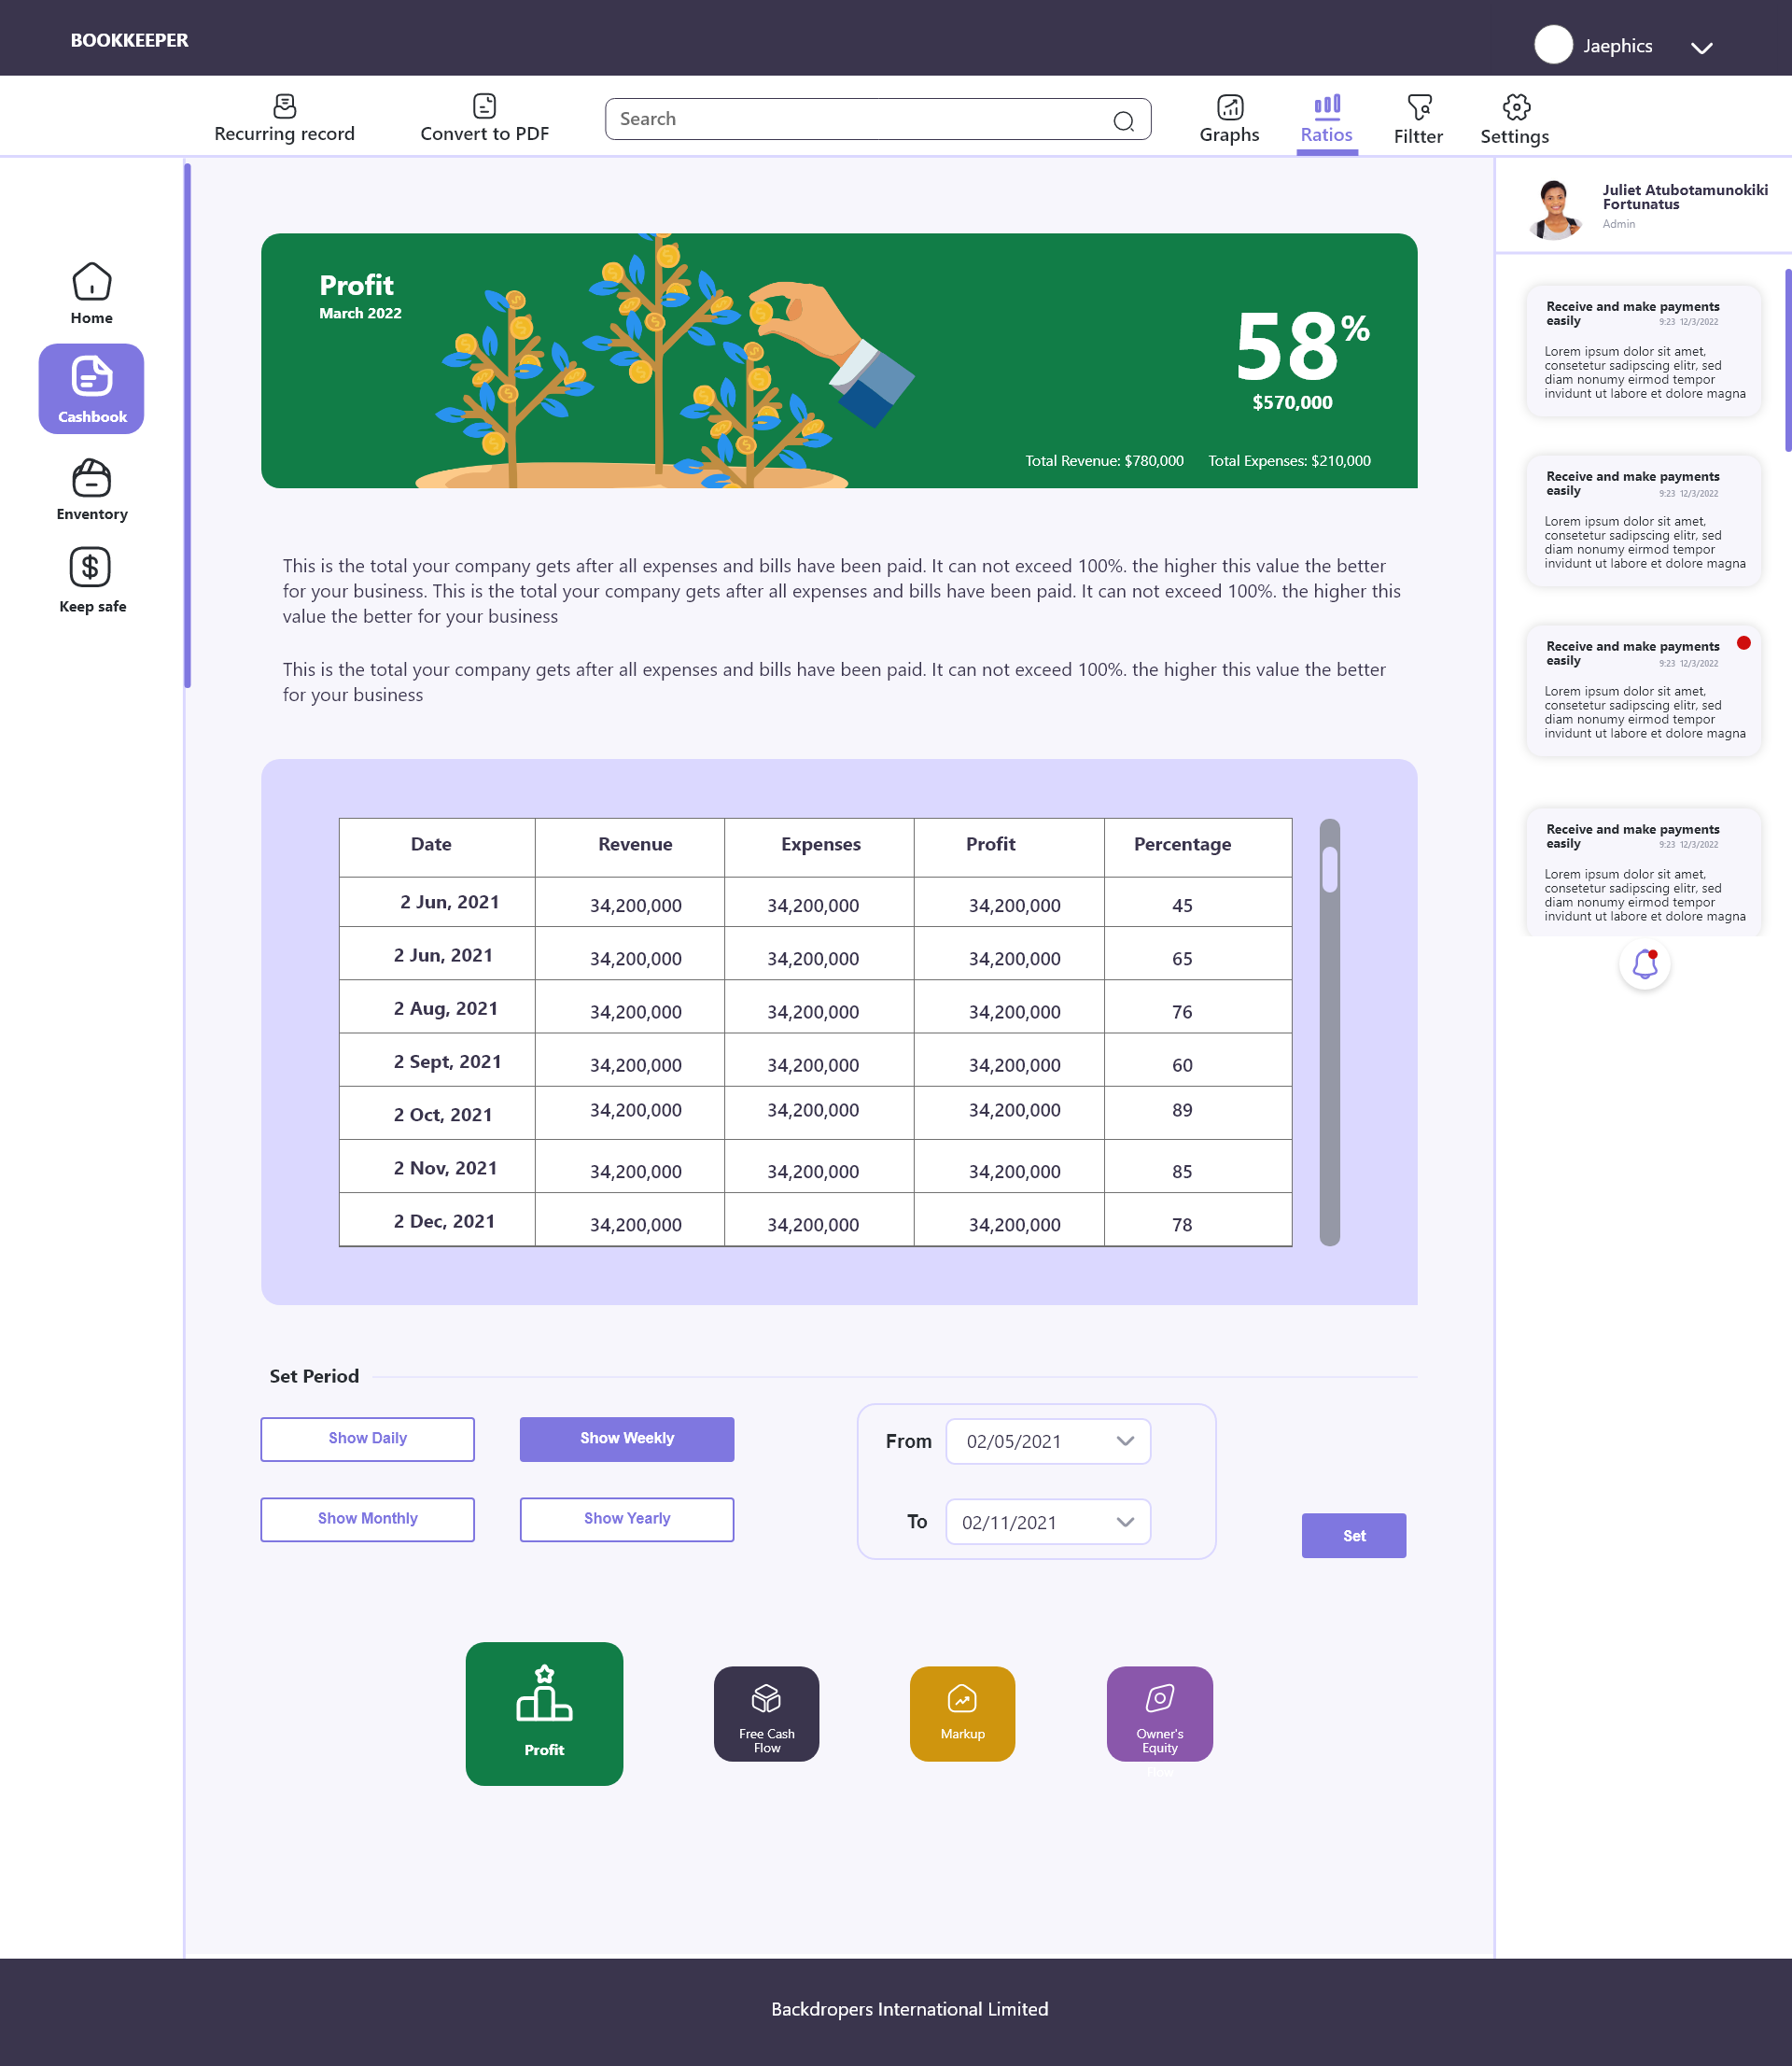 BOOKKEEPER
Jaephics
Recurring record
Convert to PDF
Search
Graphs
Ratios
Filtter
Settings
Home
Cashbook
Enventory
Keep safe
Profit
March 2022
58%
$570,000
Total Revenue: $780,000 Total Expenses: $210,000
This is the total your company gets after all expenses and bills have been paid. It can not exceed 100%. the higher this value the better
for your business. This is the total your company gets after all expenses and bills have been paid. It can not exceed 100%. the higher this
value the better for your business
This is the total your company gets after all expenses and bills have been paid. It can not exceed 100%. the higher this value the better
for your business
Date Revenue Expenses Profit Percentage
2 Jun, 2021 34,200,000 34,200,000 34,200,000 45
2 Jun, 2021 34,200,000 34,200,000 34,200,000 65
2 Aug, 2021 34,200,000 34,200,000 34,200,000 76
2 Sept, 2021 34,200,000 34,200,000 34,200,000 60
2 Oct, 2021 34,200,000 34,200,000 34,200,000 89
2 Nov, 2021 34,200,000 34,200,000 34,200,000 85
2 Dec, 2021 34,200,000 34,200,000 34,200,000 78
Set Period
Show Daily
Show Weekly
Show Monthly
Show Yearly
From 02/05/2021
To 02/11/2021
Set
Profit
Free Cash
Flow
Markup
Owner's
Equity
Flow
Juliet Atubotamunokiki
Fortunatus
Admin
Receive and make payments
easily 9:23 12/3/2022
Lorem ipsum dolor sit amet,
consetetur sadipscing elitr, sed
diam nonumy eirmod tempor
invidunt ut labore et dolore magna
Receive and make payments
easily 9:23 12/3/2022
Lorem ipsum dolor sit amet,
consetetur sadipscing elitr, sed
diam nonumy eirmod tempor
invidunt ut labore et dolore magna
Receive and make payments
easily 9:23 12/3/2022
Lorem ipsum dolor sit amet,
consetetur sadipscing elitr, sed
diam nonumy eirmod tempor
invidunt ut labore et dolore magna
Receive and make payments
easily 9:23 12/3/2022
Lorem ipsum dolor sit amet,
consetetur sadipscing elitr, sed
diam nonumy eirmod tempor
invidunt ut labore et dolore magna
Backdropers International Limited